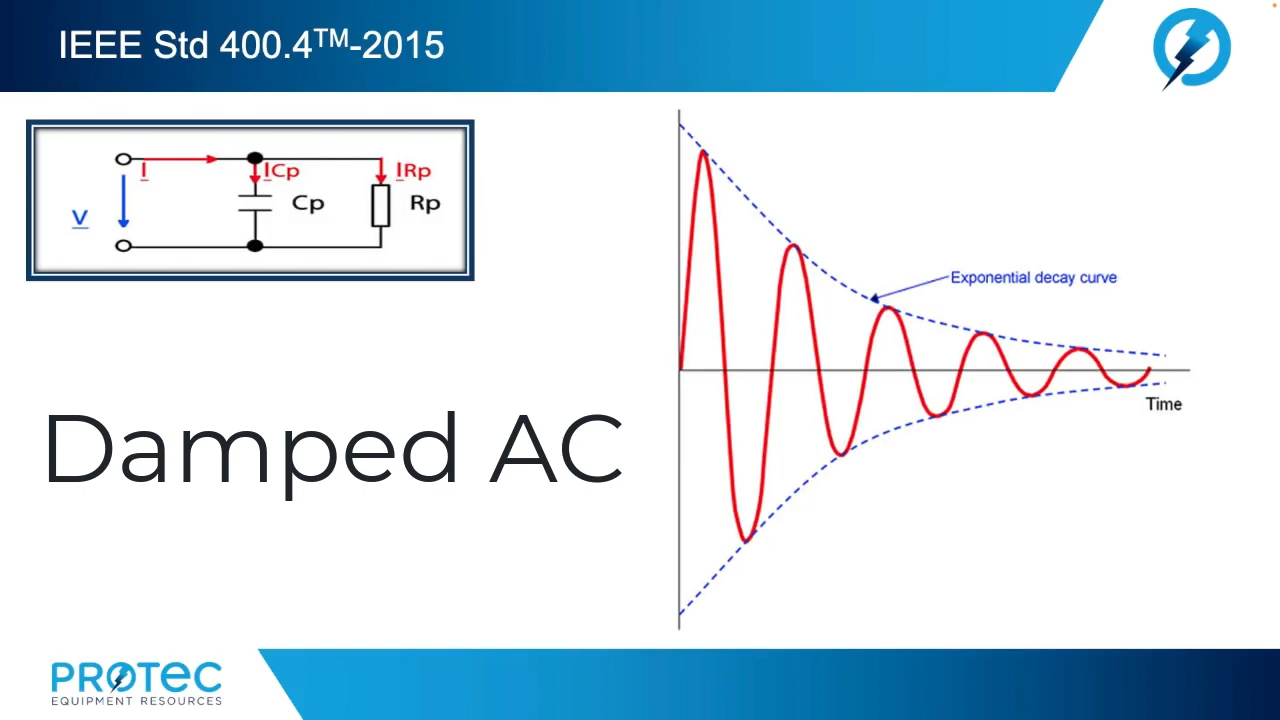 IEEE Std 400.4™-2015
I
ICp
IRp
V
Cp
Rp
Exponential decay curve
Time
Damped AC
PROTEC
EQUIPMENT RESOURCES